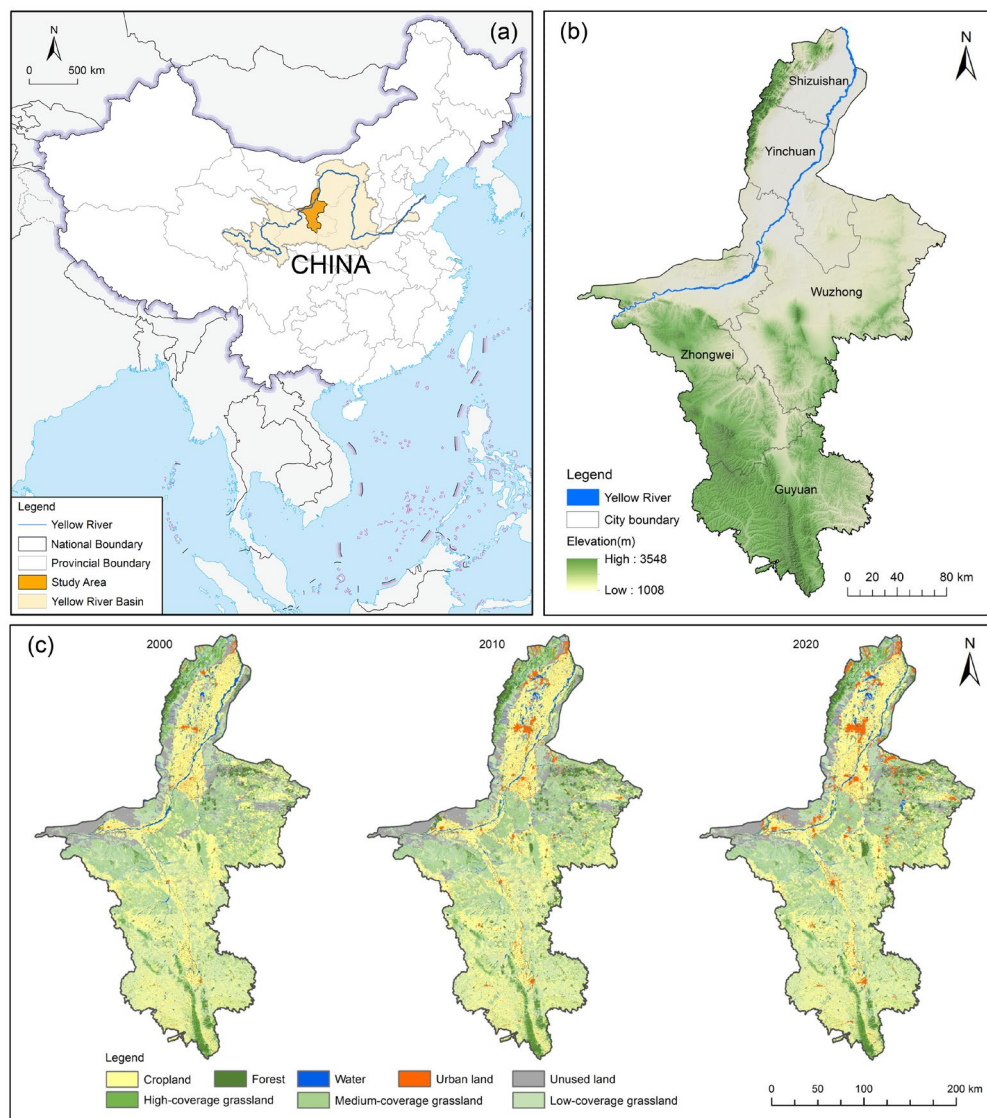 (a)
N
0 500 km
CHINA
Legend
Yellow River
National Boundary
Provincial Boundary
Study Area
Yellow River Basin
(b)
N
Shizuishan
Yinchuan
Wuzhong
Zhongwei
Guyuan
Legend
Yellow River
City boundary
Elevation(m)
High : 3548
Low : 1008
0 20 40 80 km
(c)
2000
2010
2020
N
Legend
Cropland Forest Water Urban land Unused land
High-coverage grassland Medium-coverage grassland Low-coverage grassland
0 50 100 200 km